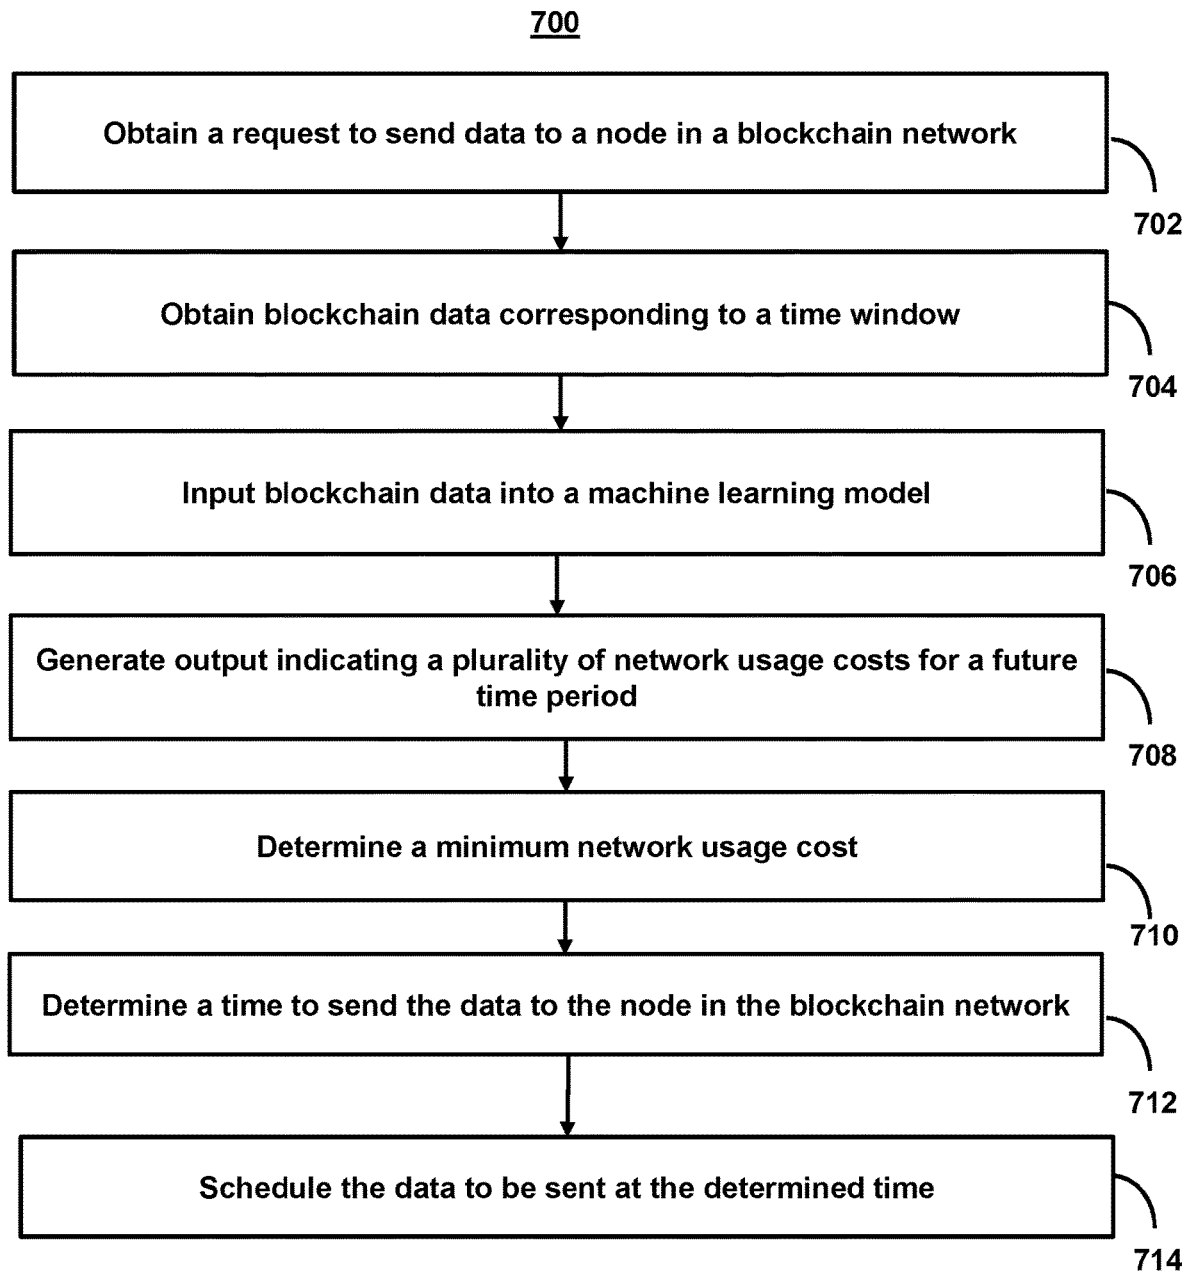 700
Obtain a request to send data to a node in a blockchain network
702
Obtain blockchain data corresponding to a time window
704
Input blockchain data into a machine learning model
706
Generate output indicating a plurality of network usage costs for a future
time period
708
Determine a minimum network usage cost
710
Determine a time to send the data to the node in the blockchain network
712
Schedule the data to be sent at the determined time
714